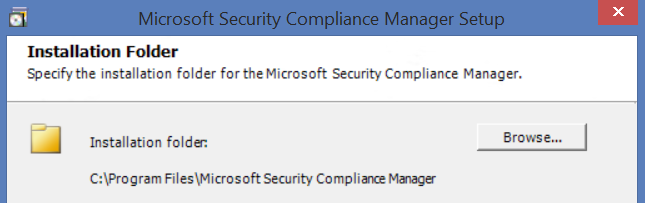 Microsoft Security Compliance Manager Setup
Installation Folder
Specify the installation folder for the Microsoft Security Compliance Manager.
Installation folder:
Browse...
C:\Program Files\Microsoft Security Compliance Manager